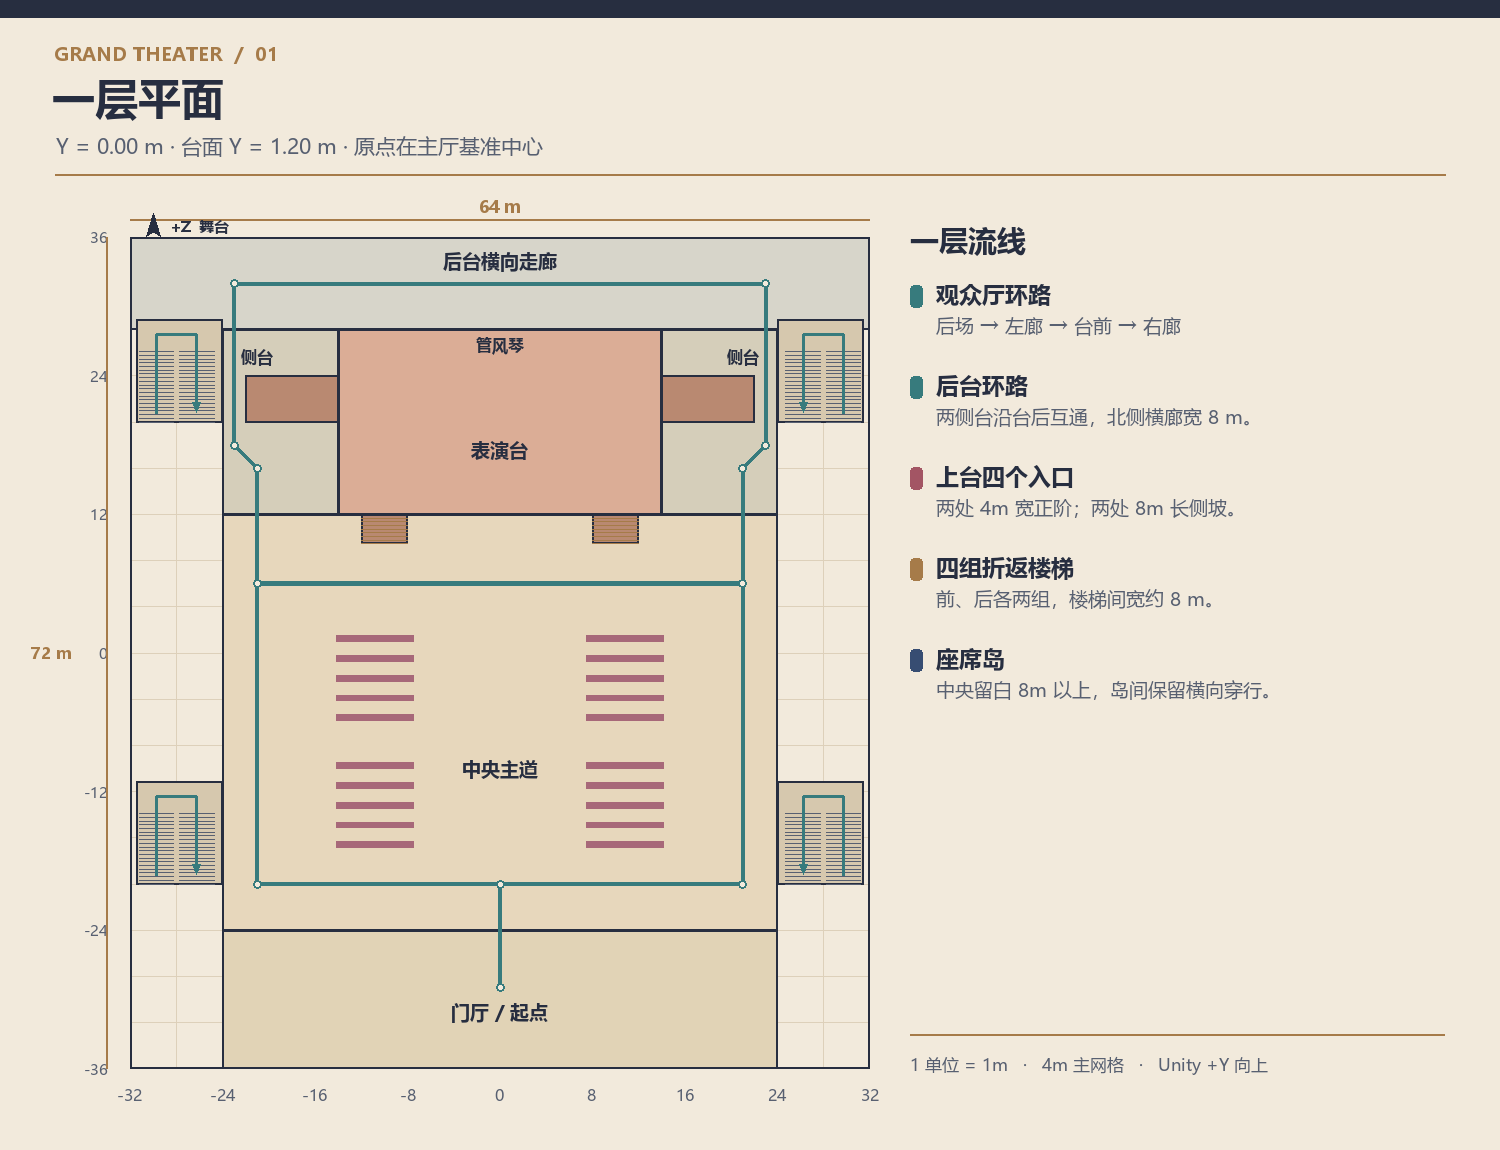 GRAND THEATER / 01
一层平面
Y = 0.00 m · 台面 Y = 1.20 m · 原点在主厅基准中心
64 m
+Z 舞台
36
24
12
0
-12
-24
-36
72 m
后台横向走廊
管风琴
侧台
侧台
表演台
中央主道
门厅 / 起点
-32
-24
-16
-8
0
8
16
24
32
一层流线
观众厅环路
后场 → 左廊 → 台前 → 右廊
后台环路
两侧台沿台后互通，北侧横廊宽 8 m。
上台四个入口
两处 4m 宽正阶；两处 8m 长侧坡。
四组折返楼梯
前、后各两组，楼梯间宽约 8 m。
座席岛
中央留白 8m 以上，岛间保留横向穿行。
1 单位 = 1m · 4m 主网格 · Unity +Y 向上